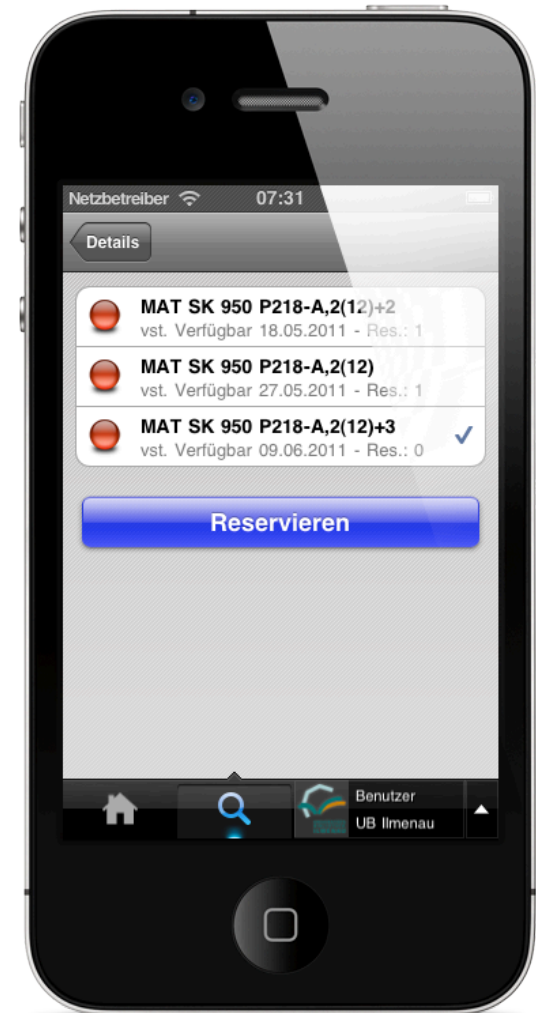 Netzbetreiber 07:31
Details
MAT SK 950 P218-A,2(12)+2
vst. Verfügbar 18.05.2011 - Res.: 1
MAT SK 950 P218-A,2(12)
vst. Verfügbar 27.05.2011 - Res.: 1
MAT SK 950 P218-A,2(12)+3
vst. Verfügbar 09.06.2011 - Res.: 0
Reservieren
Benutzer
UB Ilmenau